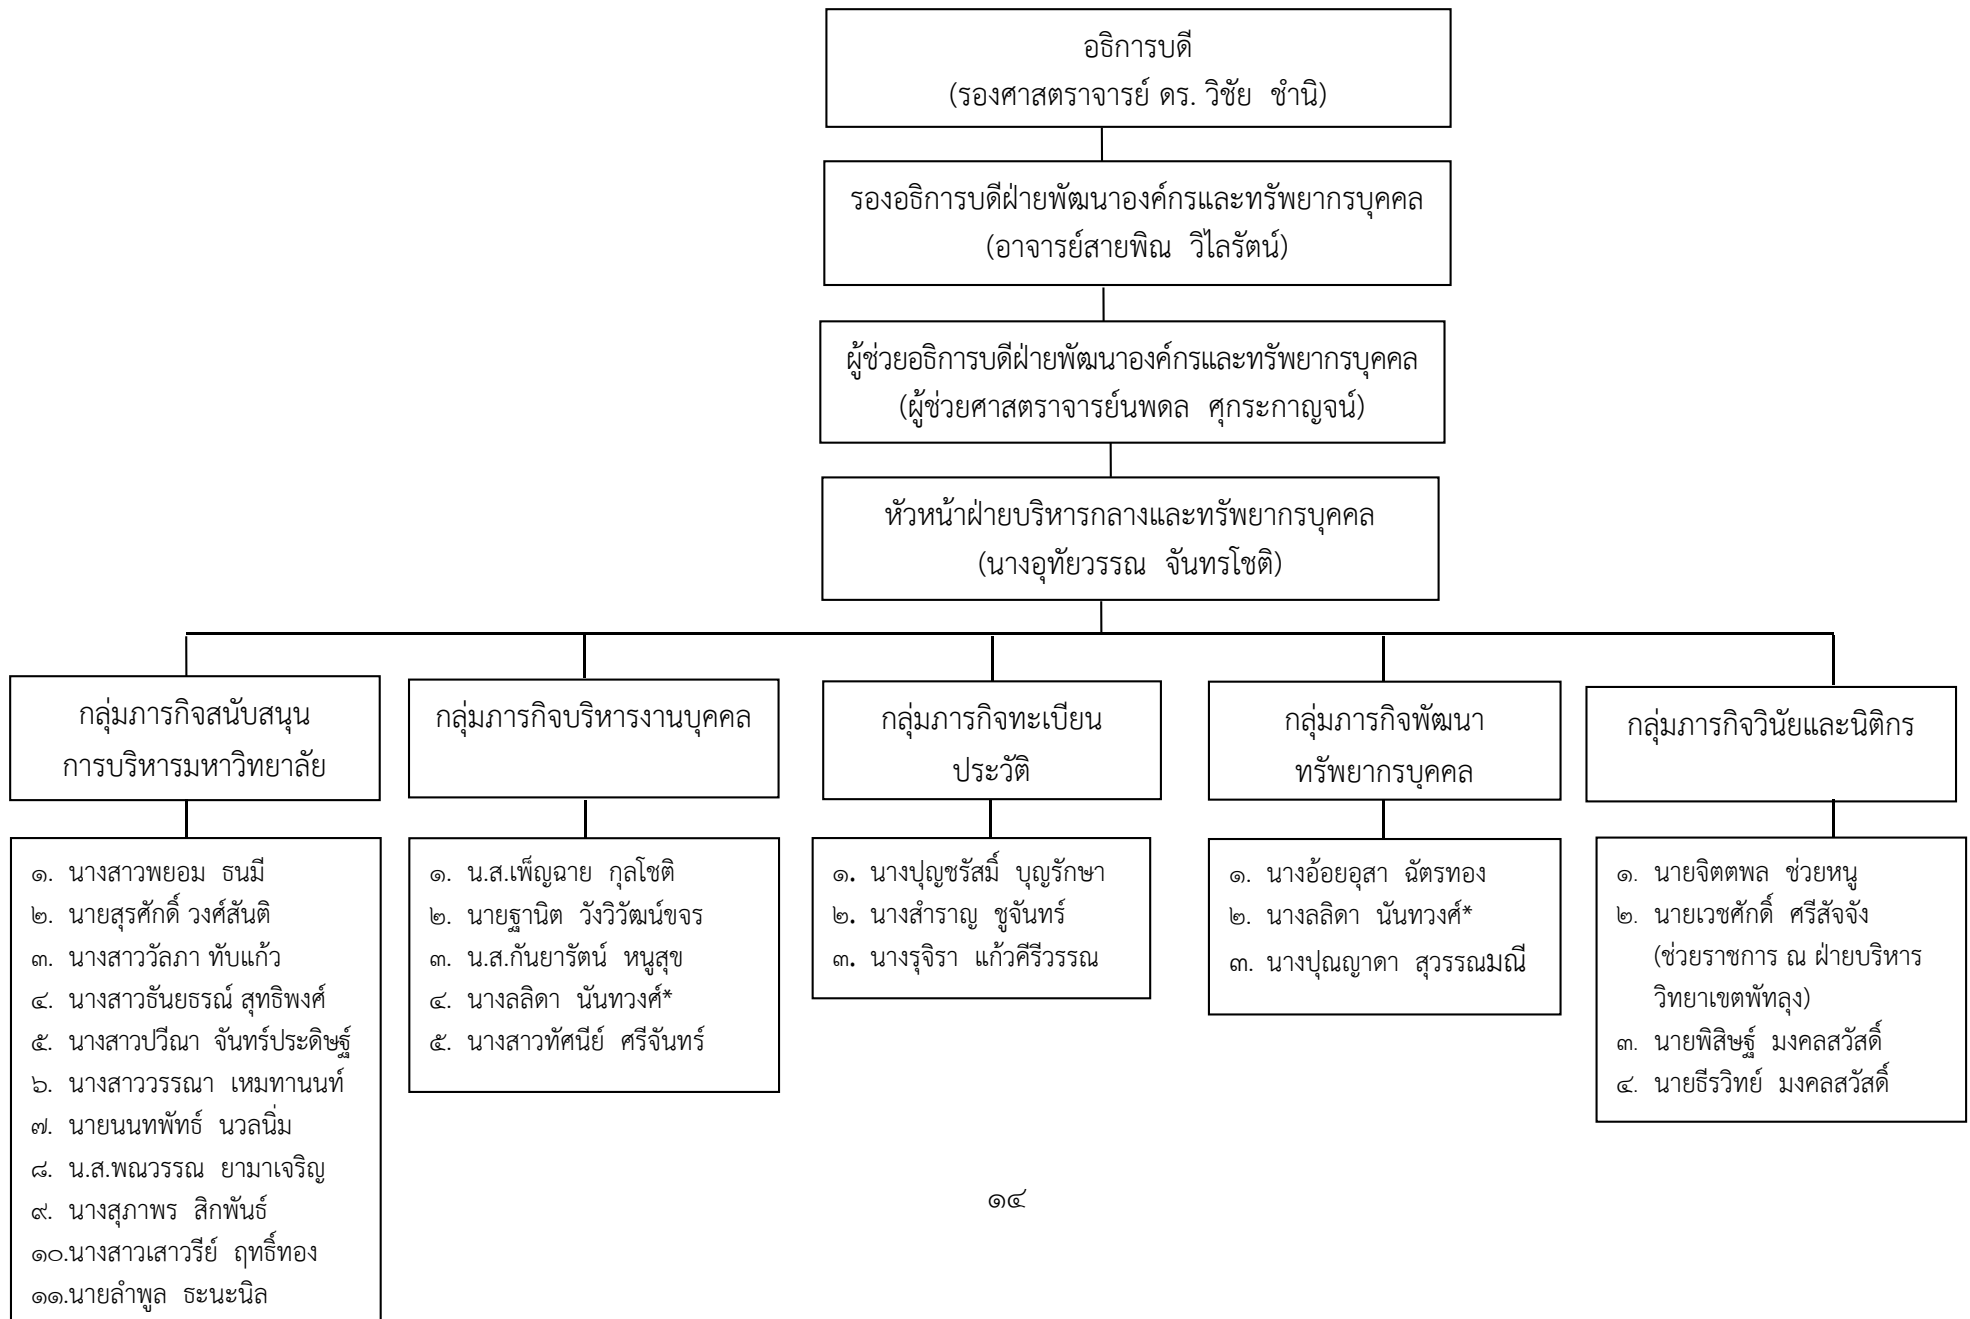 อธิการบดี
(รองศาสตราจารย์ ดร. วิชัย  ชำนิ)
รองอธิการบดีฝ่ายพัฒนาองค์กรและทรัพยากรบุคคล
(อาจารย์สายพิณ  วิไลรัตน์)
ผู้ช่วยอธิการบดีฝ่ายพัฒนาองค์กรและทรัพยากรบุคคล
(ผู้ช่วยศาสตราจารย์นพดล  ศุกระกาญจน์)
หัวหน้าฝ่ายบริหารกลางและทรัพยากรบุคคล
(นางอุทัยวรรณ  จันทรโชติ)
กลุ่มภารกิจสนับสนุน
การบริหารมหาวิทยาลัย
๑. นางสาวพยอม  ธนมี
๒. นายสุรศักดิ์ วงศ์สันติ
๓. นางสาววัลภา ทับแก้ว
๔. นางสาวธันยธรณ์ สุทธิพงศ์
๕. นางสาวปวีณา  จันทร์ประดิษฐ์
๖. นางสาววรรณา  เหมทานนท์
๗. นายนนทพัทธ์  นวลนิ่ม
๘. น.ส.พณวรรณ  ยามาเจริญ
๙. นางสุภาพร  สิกพันธ์
๑๐.นางสาวเสาวรีย์  ฤทธิ์ทอง
๑๑.นายลำพูล  ธะนะนิล
กลุ่มภารกิจบริหารงานบุคคล
๑. น.ส.เพ็ญฉาย  กุลโชติ
๒. นายฐานิต  วังวิวัฒน์ขจร
๓. น.ส.กันยารัตน์  หนูสุข
๔. นางลลิดา  นันทวงศ์*
๕. นางสาวทัศนีย์  ศรีจันทร์
กลุ่มภารกิจทะเบียน
ประวัติ
๑. นางปุญชรัสมิ์  บุญรักษา
๒. นางสำราญ  ชูจันทร์
๓. นางรุจิรา  แก้วคีรีวรรณ
กลุ่มภารกิจพัฒนา
ทรัพยากรบุคคล
๑. นางอ้อยอุสา  ฉัตรทอง
๒. นางลลิดา  นันทวงศ์*
๓. นางปุณญาดา  สุวรรณมณี
กลุ่มภารกิจวินัยและนิติกร
๑. นายจิตตพล  ช่วยหนู
๒. นายเวชศักดิ์  ศรีสัจจัง
(ช่วยราชการ ณ ฝ่ายบริหาร
วิทยาเขตพัทลุง)
๓. นายพิสิษฐ์  มงคลสวัสดิ์
๔. นายธีรวิทย์  มงคลสวัสดิ์
๑๔